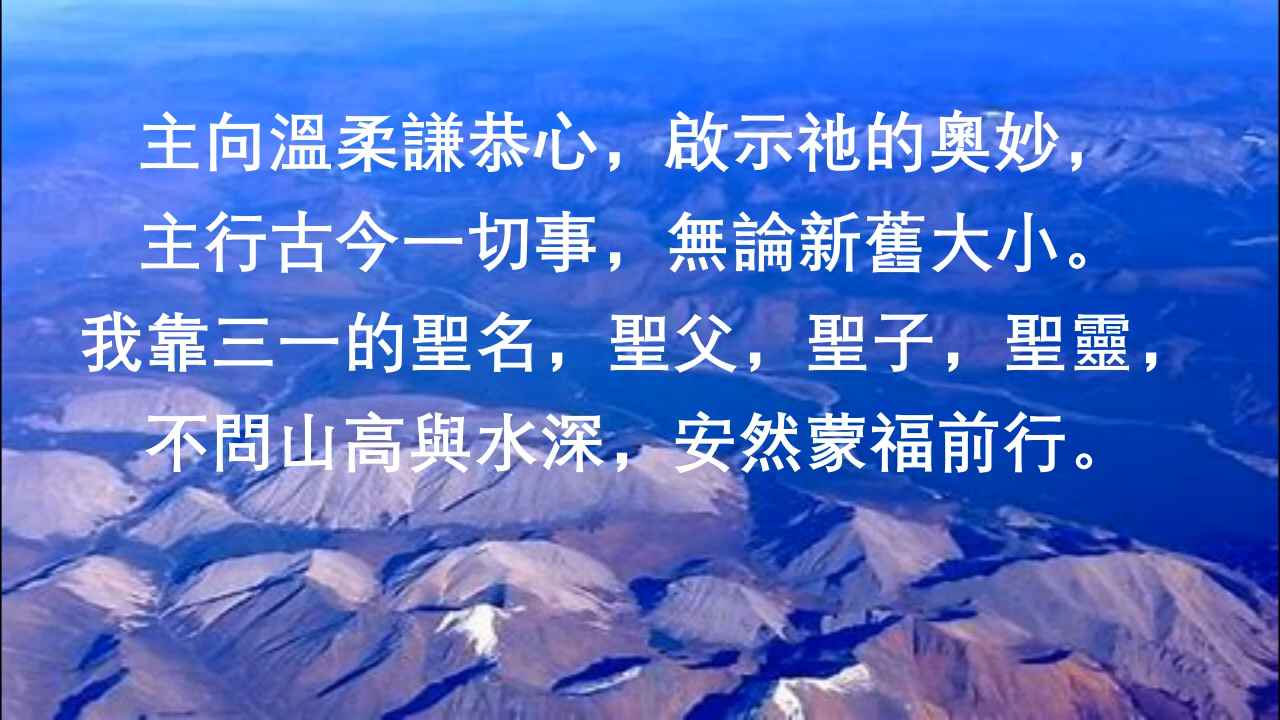 主向溫柔謙恭心，啟示祂的奧妙，
主行古今一切事，無論新舊大小。
我靠三一的聖名，聖父，聖子，聖靈，
不問山高與水深，安然蒙福前行。